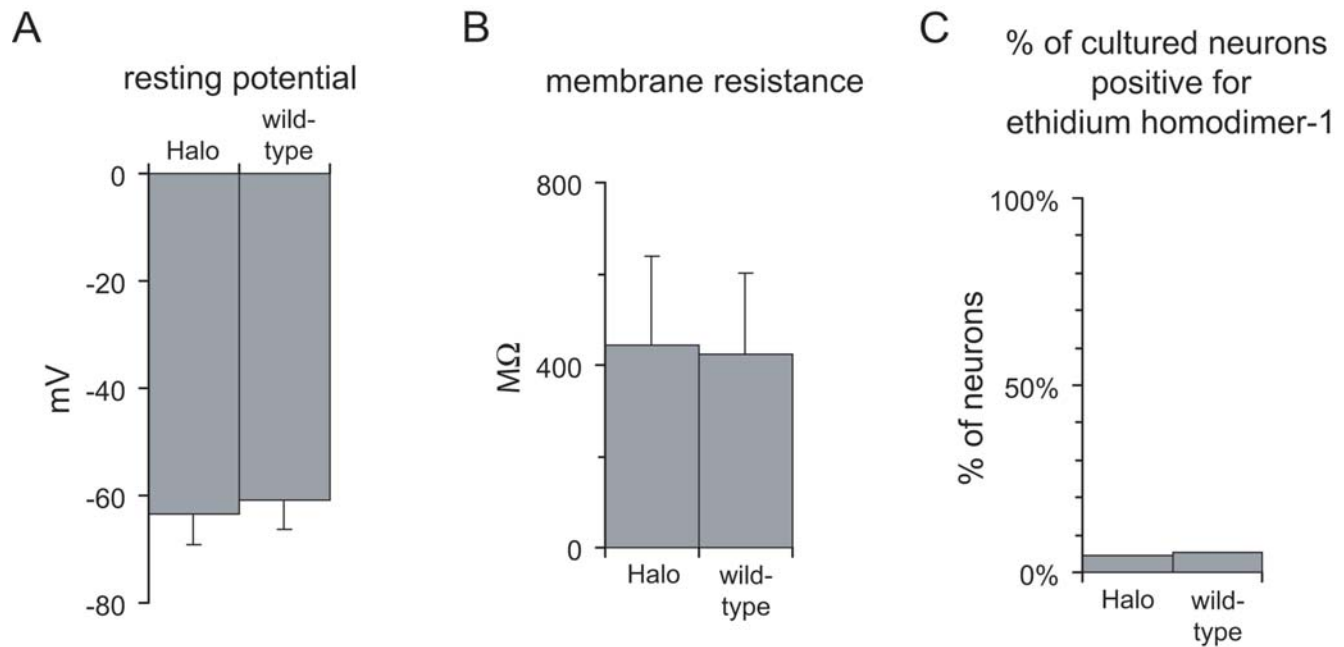 A
resting potential
Halo
wild-
type
0
-20
-40
-60
-80
mV
B
membrane resistance
800
400
0
MΩ
Halo
wild-
type
C
% of cultured neurons
positive for
ethidium homodimer-1
100%
50%
0%
% of neurons
Halo
wild-
type